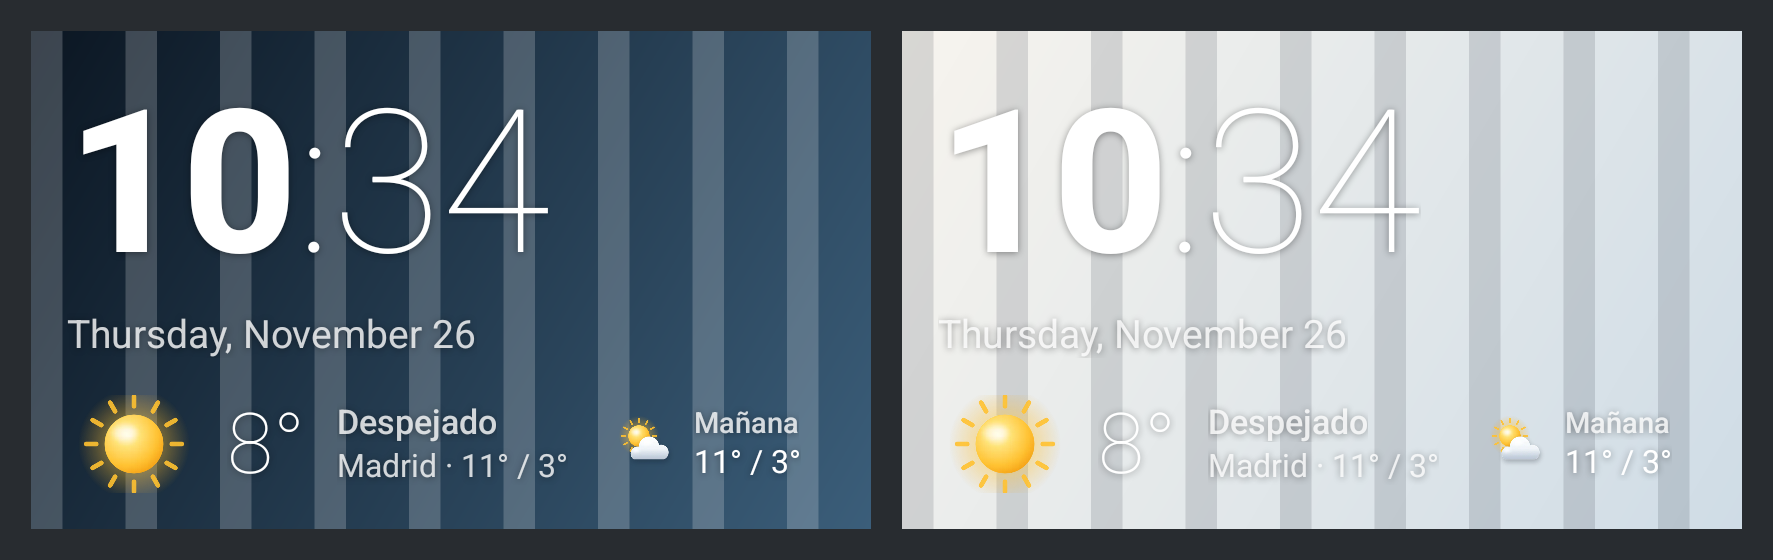 10:34
Thursday, November 26
8°
Despejado
Madrid · 11° / 3°
Mañana
11° / 3°
10:34
Thursday, November 26
8°
Despejado
Madrid · 11° / 3°
Mañana
11° / 3°